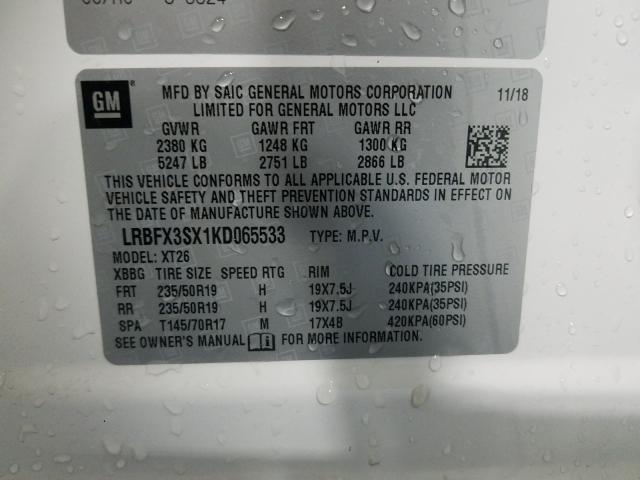 GM
MFD BY SAIC GENERAL MOTORS CORPORATION 11/18
LIMITED FOR GENERAL MOTORS LLC
GVWR GAWR FRT GAWR RR
2380 KG 1248 KG 1300 KG
5247 LB 2751 LB 2866 LB
THIS VEHICLE CONFORMS TO ALL APPLICABLE U.S. FEDERAL MOTOR
VEHICLE SAFETY AND THEFT PREVENTION STANDARDS IN EFFECT ON
THE DATE OF MANUFACTURE SHOWN ABOVE.
LRBFX3SX1KD065533 TYPE: M.P.V.
MODEL: XT26
XBBG TIRE SIZE SPEED RTG RIM COLD TIRE PRESSURE
FRT 235/50R19 H 19X7.5J 240KPA(35PSI)
RR 235/50R19 H 19X7.5J 240KPA(35PSI)
SPA T145/70R17 M 17X4B 420KPA(60PSI)
SEE OWNER'S MANUAL FOR MORE INFORMATION.